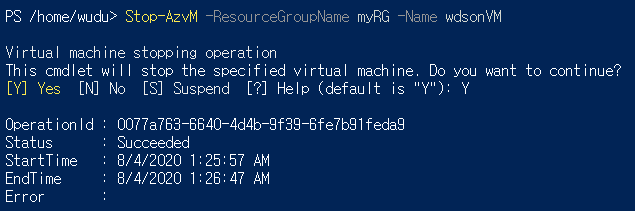 PS /home/wudu> Stop-AzvM -ResourceGroupName myRG -Name wdsonVM
Virtual machine stopping operation
This cmdlet will stop the specified virtual machine. Do you want to continue?
[Y] Yes  [N] No  [S] Suspend  [?] Help (default is "Y"): Y
OperationId : 0077a763-6640-4d4b-9f39-6fe7b91feda9
Status      : Succeeded
StartTime   : 8/4/2020 1:25:57 AM
EndTime     : 8/4/2020 1:26:47 AM
Error       :